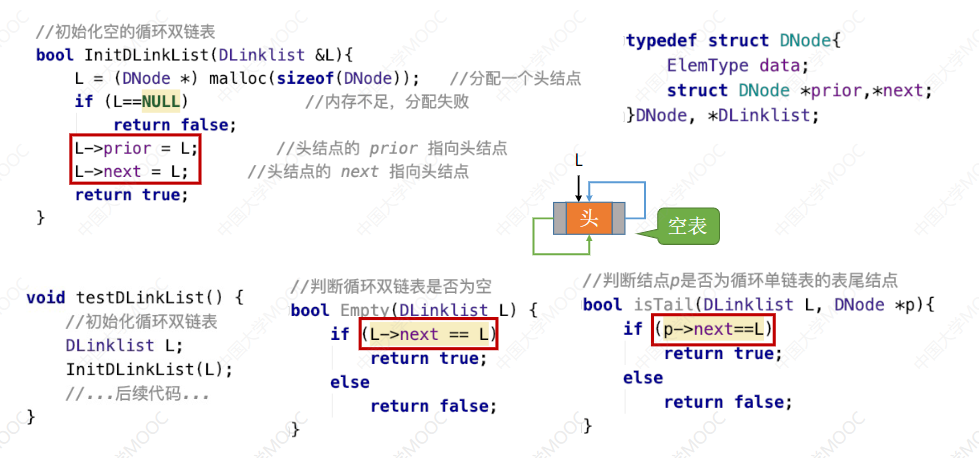 //初始化空的循环双链表
bool InitDLinkList(DLinklist &L){
L = (DNode *) malloc(sizeof(DNode)); //分配一个头结点
if (L==NULL) //内存不足，分配失败
return false;
L->prior = L; //头结点的 prior 指向头结点
L->next = L; //头结点的 next 指向头结点
return true;
}
typedef struct DNode{
ElemType data;
struct DNode *prior,*next;
}DNode, *DLinklist;
L
头
空表
void testDLinkList() {
//初始化循环双链表
DLinklist L;
InitDLinkList(L);
//...后续代码...
}
//判断循环双链表是否为空
bool Empty(DLinklist L) {
if (L->next == L)
return true;
else
return false;
}
//判断结点p是否为循环单链表的表尾结点
bool isTail(DLinklist L, DNode *p){
if (p->next==L)
return true;
else
return false;
}
中国大学MOOC